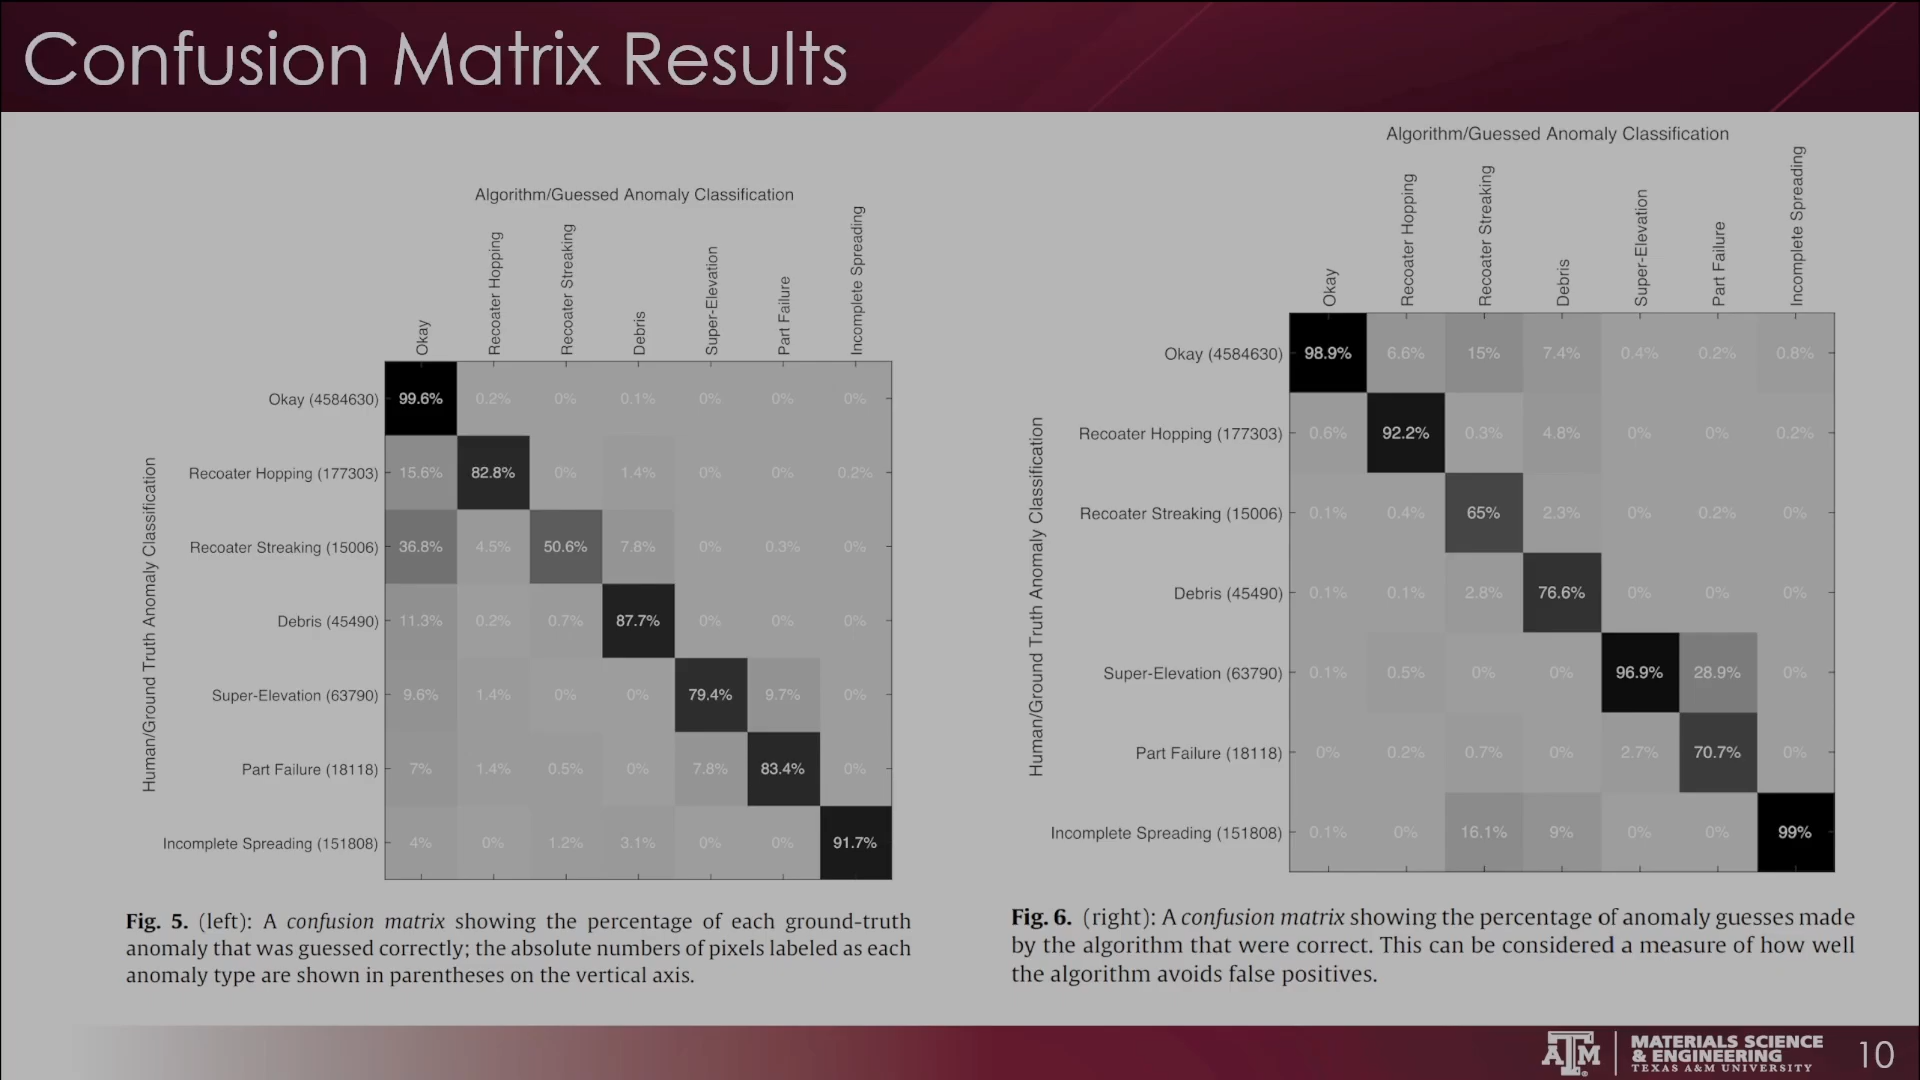 Confusion Matrix Results
Algorithm/Guessed Anomaly Classification
Okay
Recoater Hopping
Recoater Streaking
Debris
Super-Elevation
Part Failure
Incomplete Spreading
Human/Ground Truth Anomaly Classification
Okay (4584630) 99.6% 0.2% 0% 0.1% 0% 0% 0%
Recoater Hopping (177303) 15.6% 82.8% 0% 1.4% 0% 0% 0.2%
Recoater Streaking (15006) 36.8% 4.5% 50.6% 7.8% 0% 0.3% 0%
Debris (45490) 11.3% 0.2% 0.7% 87.7% 0% 0% 0%
Super-Elevation (63790) 9.6% 1.4% 0% 0% 79.4% 9.7% 0%
Part Failure (18118) 7% 1.4% 0.5% 0% 7.8% 83.4% 0%
Incomplete Spreading (151808) 4% 0% 1.2% 3.1% 0% 0% 91.7%
Fig. 5. (left): A confusion matrix showing the percentage of each ground-truth
anomaly that was guessed correctly; the absolute numbers of pixels labeled as each
anomaly type are shown in parentheses on the vertical axis.
Algorithm/Guessed Anomaly Classification
Okay
Recoater Hopping
Recoater Streaking
Debris
Super-Elevation
Part Failure
Incomplete Spreading
Human/Ground Truth Anomaly Classification
Okay (4584630) 98.9% 6.6% 15% 7.4% 0.4% 0.2% 0.8%
Recoater Hopping (177303) 0.6% 92.2% 0.3% 4.8% 0% 0% 0.2%
Recoater Streaking (15006) 0.1% 0.4% 65% 2.3% 0% 0.2% 0%
Debris (45490) 0.1% 0.1% 2.8% 76.6% 0% 0% 0%
Super-Elevation (63790) 0.1% 0.5% 0% 0% 96.9% 28.9% 0%
Part Failure (18118) 0% 0.2% 0.7% 0% 2.7% 70.7% 0%
Incomplete Spreading (151808) 0.1% 0% 16.1% 9% 0% 0% 99%
Fig. 6. (right): A confusion matrix showing the percentage of anomaly guesses made
by the algorithm that were correct. This can be considered a measure of how well
the algorithm avoids false positives.
ATM
MATERIALS SCIENCE
& ENGINEERING
TEXAS A&M UNIVERSITY
10